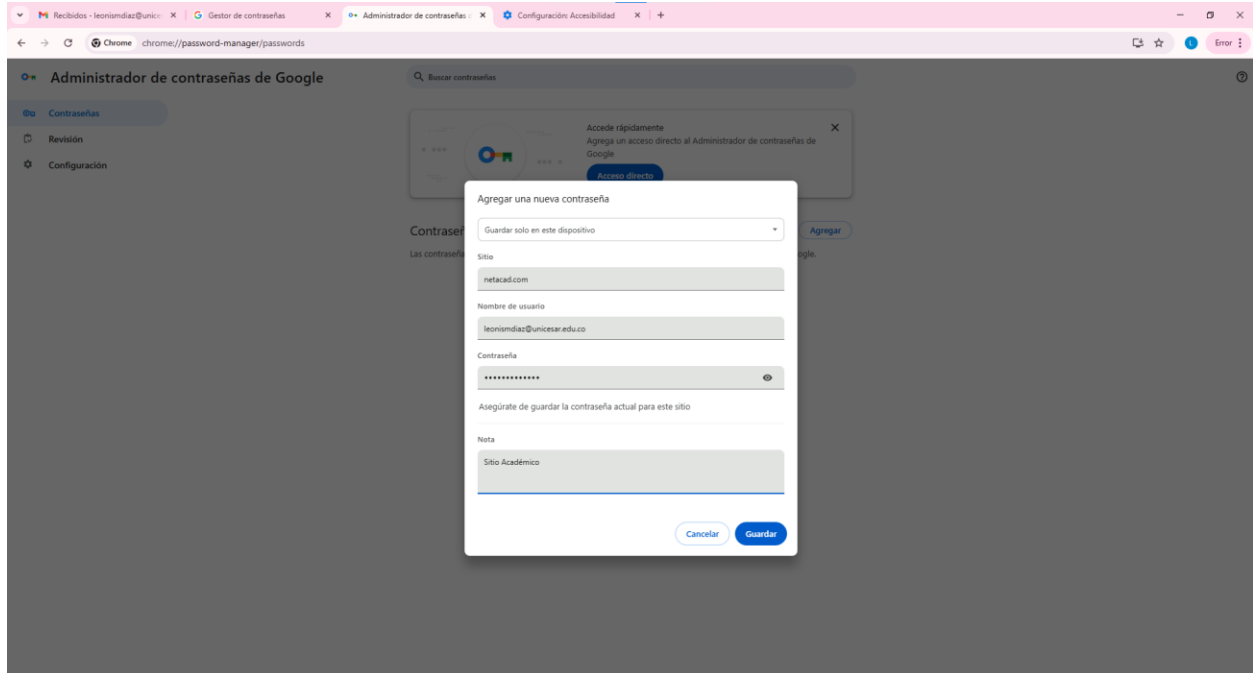 Recibidos - leonismdiaz@unice
Gestor de contraseñas
Administrador de contraseñas
Configuración: Accesibilidad
Chrome
chrome://password-manager/passwords
L
Error
Administrador de contraseñas de Google
Buscar contraseñas
Contraseñas
Revisión
Configuración
Accede rápidamente
Agrega un acceso directo al Administrador de contraseñas de
Google
Acceso directo
Contraseñ
Agregar
Las contraseña
ogle.
Agregar una nueva contraseña
Guardar solo en este dispositivo
Sitio
netacad.com
Nombre de usuario
leonismdiaz@unicesar.edu.co
Contraseña
•••••••••••••
Asegúrate de guardar la contraseña actual para este sitio
Nota
Sitio Académico
Cancelar
Guardar